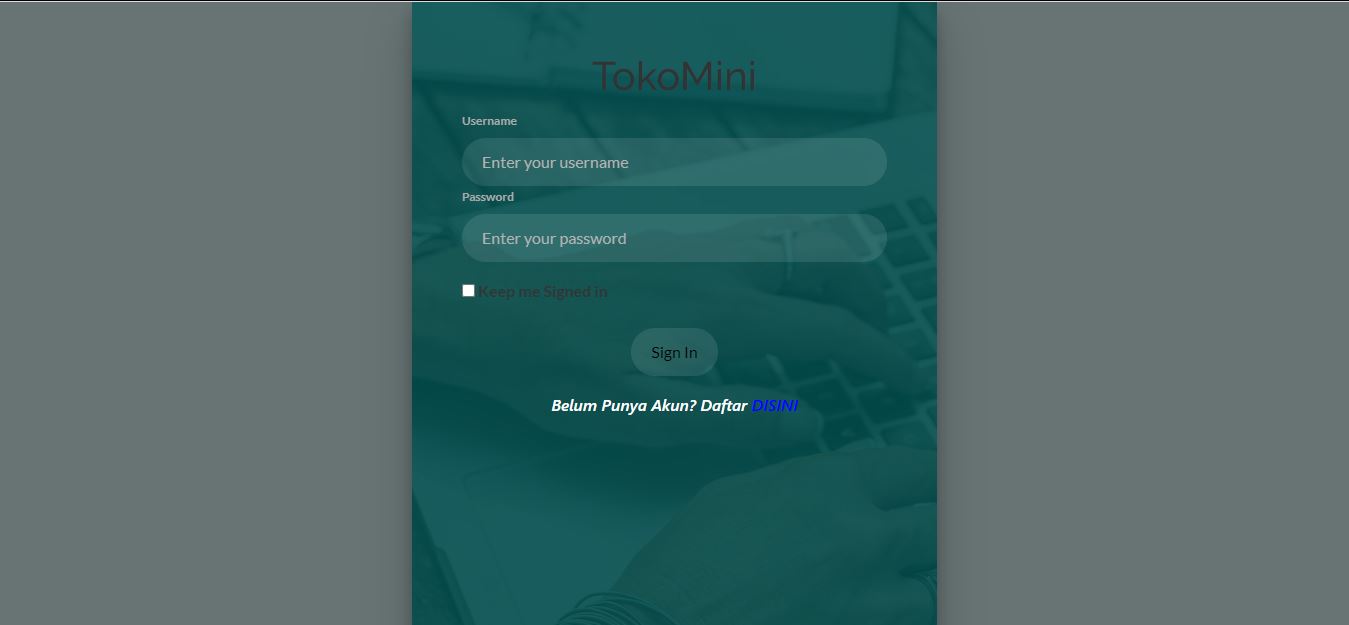 TokoMini
Username
Enter your username
Password
Enter your password
Keep me Signed in
Sign In
Belum Punya Akun? Daftar DISINI